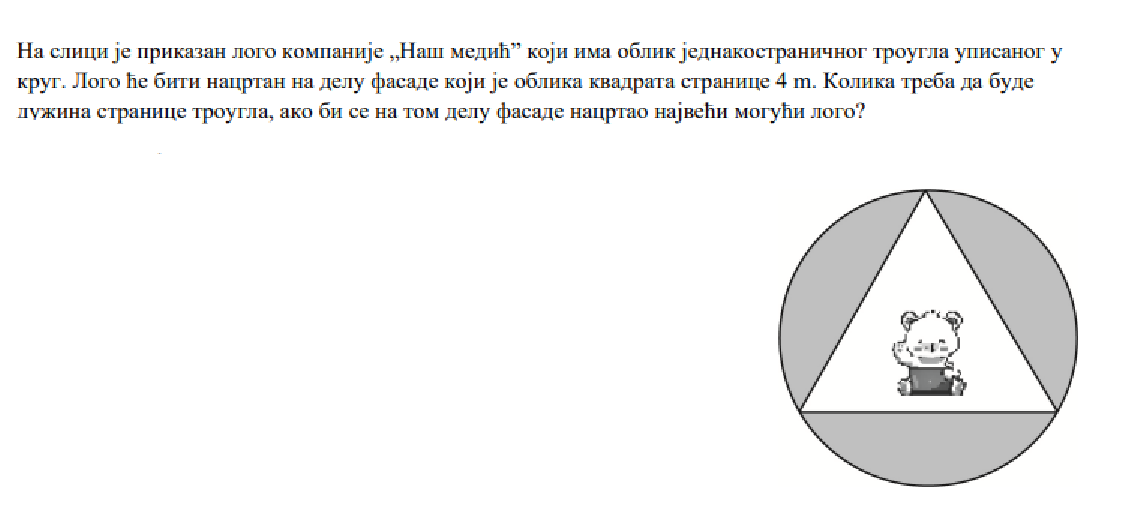 На слици је приказан лого компаније „Наш медић” који има облик једнакостраничног троугла уписаног у
круг. Лого ће бити нацртан на делу фасаде који је облика квадрата странице 4 m. Колика треба да буде
дужина странице троугла, ако би се на том делу фасаде нацртао највећи могући лого?